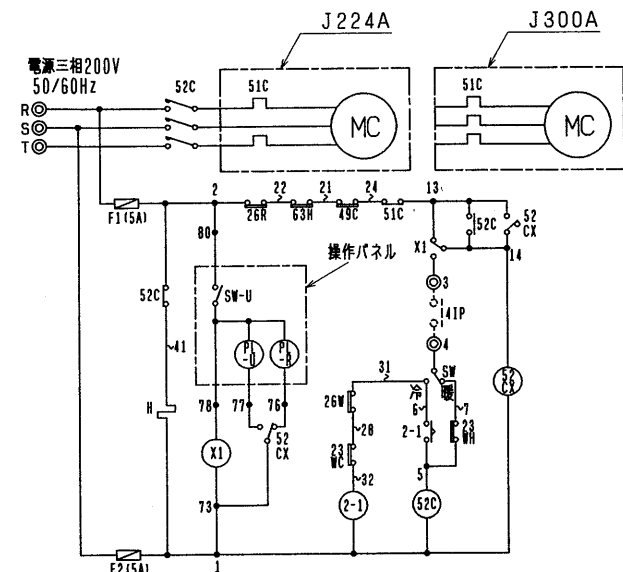 J224A
J300A
電源三相200V
50/60Hz
52C
51C
51C
R
S
T
MC
MC
2
22
21
24
13
F1(5A)
26R
63H
49C
51C
52C
52
CX
80
X1
14
操作パネル
52C
SW-U
3
41P
4
41
PL
-U
PL
-R
31
SW
冷
暖
52
CX
26W
6
7
H
78
77
76
28
2-1
23
WH
52
CX
X1
23
WC
32
5
73
2-1
52C
F2(5A)
1